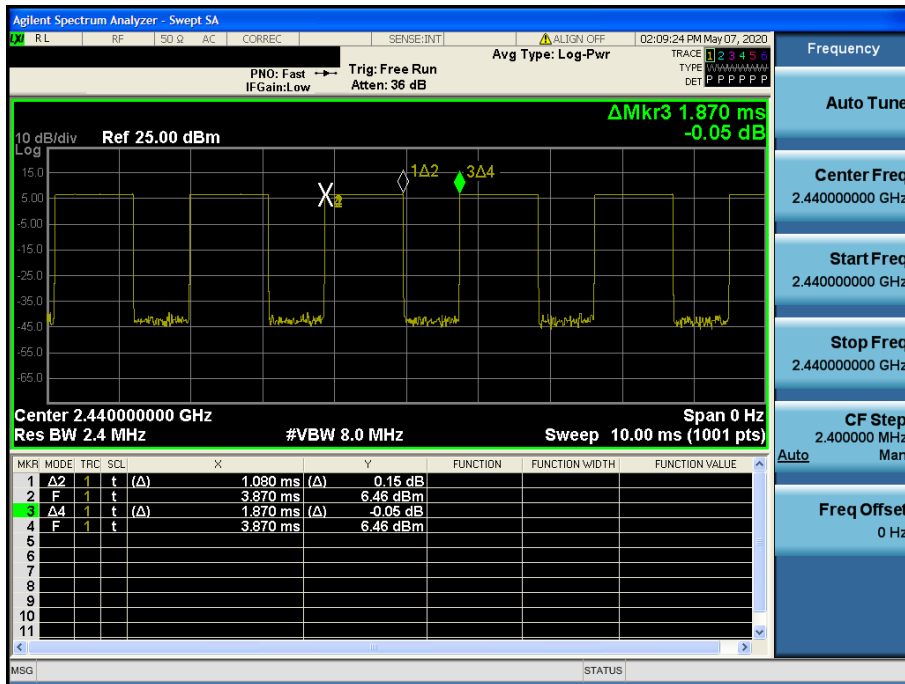 Agilent Spectrum Analyzer - Swept SA
LXI RL RF 50 Ω AC CORREC SENSE:INT ALIGN OFF 02:09:24 PM May 07, 2020
Avg Type: Log-Pwr
TRACE 1 2 3 4 5 6
TYPE WWWWWW
DET P P P P P P
PNO: Fast
IFGain:Low
Trig: Free Run
Atten: 36 dB
Frequency
Auto Tune
Center Freq
2.440000000 GHz
Start Freq
2.440000000 GHz
Stop Freq
2.440000000 GHz
CF Step
2.400000 MHz
Auto Man
Freq Offset
0 Hz
ΔMkr3 1.870 ms
-0.05 dB
10 dB/div Ref 25.00 dBm
Log
15.0
5.00
-5.00
-15.0
-25.0
-35.0
-45.0
-55.0
-65.0
1Δ2
3Δ4
X
Center 2.440000000 GHz Span 0 Hz
Res BW 2.4 MHz #VBW 8.0 MHz Sweep 10.00 ms (1001 pts)
MKR MODE TRC SCL X Y FUNCTION FUNCTION WIDTH FUNCTION VALUE
1 Δ2 1 t (Δ) 1.080 ms (Δ) 0.15 dB
2 F 1 t 3.870 ms 6.46 dBm
3 Δ4 1 t (Δ) 1.870 ms (Δ) -0.05 dB
4 F 1 t 3.870 ms 6.46 dBm
5
6
7
8
9
10
11
MSG STATUS